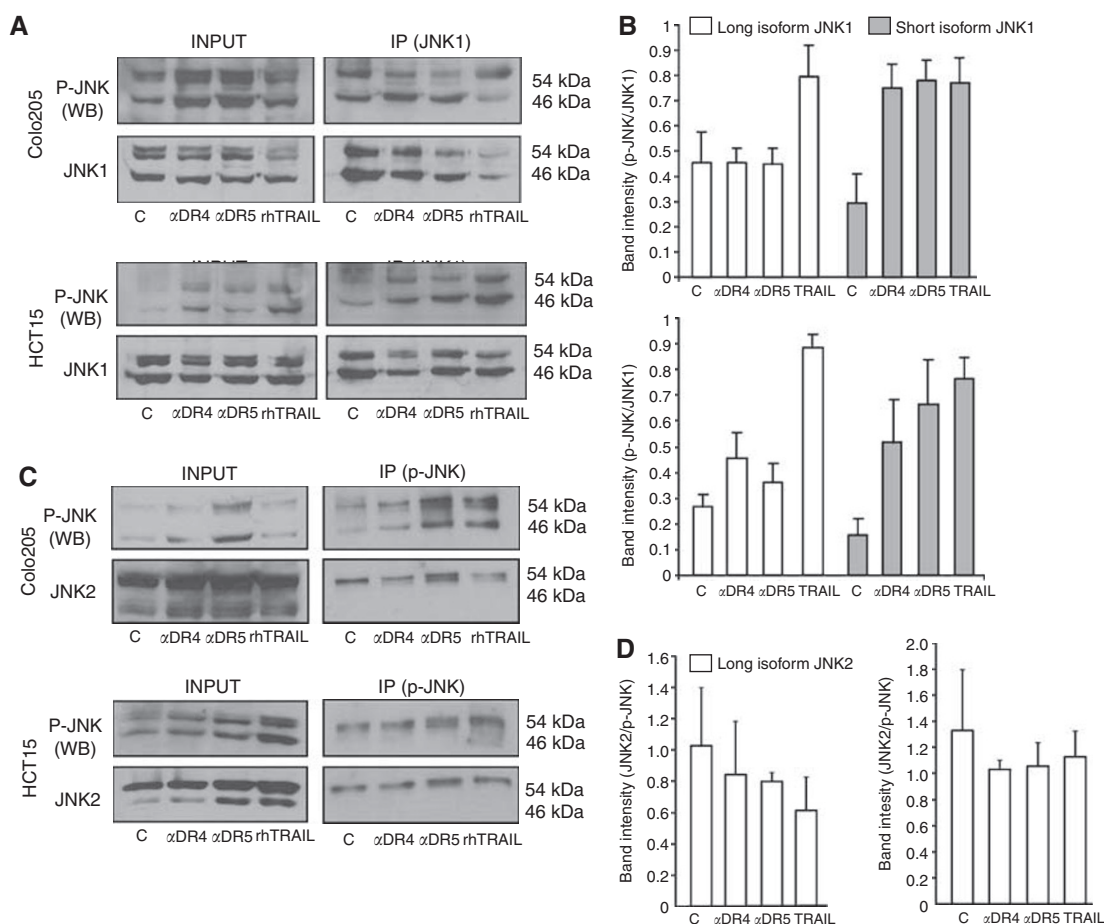 A
INPUT
IP (JNK1)
Colo205
P-JNK
(WB)
54 kDa
46 kDa
JNK1
54 kDa
46 kDa
C αDR4 αDR5 rhTRAIL
C αDR4 αDR5 rhTRAIL
HCT15
P-JNK
(WB)
54 kDa
46 kDa
JNK1
54 kDa
46 kDa
C αDR4 αDR5 rhTRAIL
C αDR4 αDR5 rhTRAIL
B
Long isoform JNK1
Short isoform JNK1
Band intensity (p-JNK/JNK1)
1
0.9
0.8
0.7
0.6
0.5
0.4
0.3
0.2
0.1
0
C αDR4 αDR5 TRAIL C αDR4 αDR5 TRAIL
Band intensity (p-JNK/JNK1)
1
0.9
0.8
0.7
0.6
0.5
0.4
0.3
0.2
0.1
0
C αDR4 αDR5 TRAIL C αDR4 αDR5 TRAIL
C
INPUT
IP (p-JNK)
Colo205
P-JNK
(WB)
54 kDa
46 kDa
JNK2
54 kDa
46 kDa
C αDR4 αDR5 rhTRAIL
C αDR4 αDR5 rhTRAIL
INPUT
IP (p-JNK)
HCT15
P-JNK
(WB)
54 kDa
46 kDa
JNK2
54 kDa
46 kDa
C αDR4 αDR5 rhTRAIL
C αDR4 αDR5 rhTRAIL
D
Long isoform JNK2
Band intensity (JNK2/p-JNK)
1.6
1.4
1.2
1.0
0.8
0.6
0.4
0.2
0
C αDR4 αDR5 TRAIL
Band intesity (JNK2/p-JNK)
2.0
1.8
1.6
1.4
1.2
1.0
0.8
0.6
0.4
0.2
0
C αDR4 αDR5 TRAIL